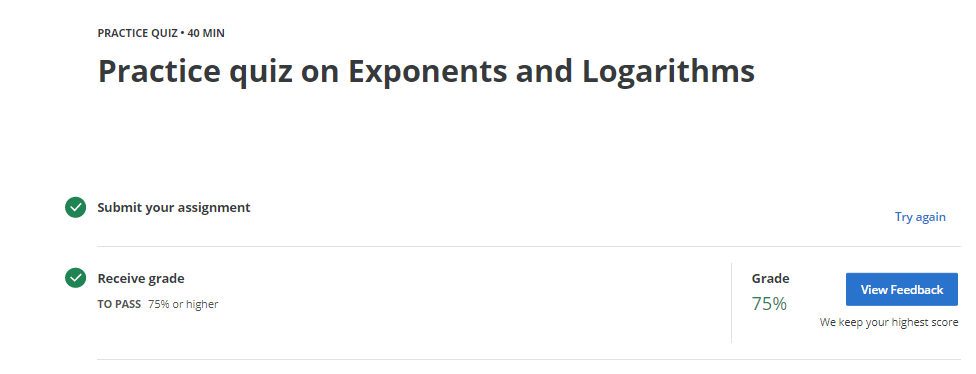 PRACTICE QUIZ • 40 MIN
Practice quiz on Exponents and Logarithms
Submit your assignment
Try again
Receive grade
TO PASS 75% or higher
Grade
75%
View Feedback
We keep your highest score